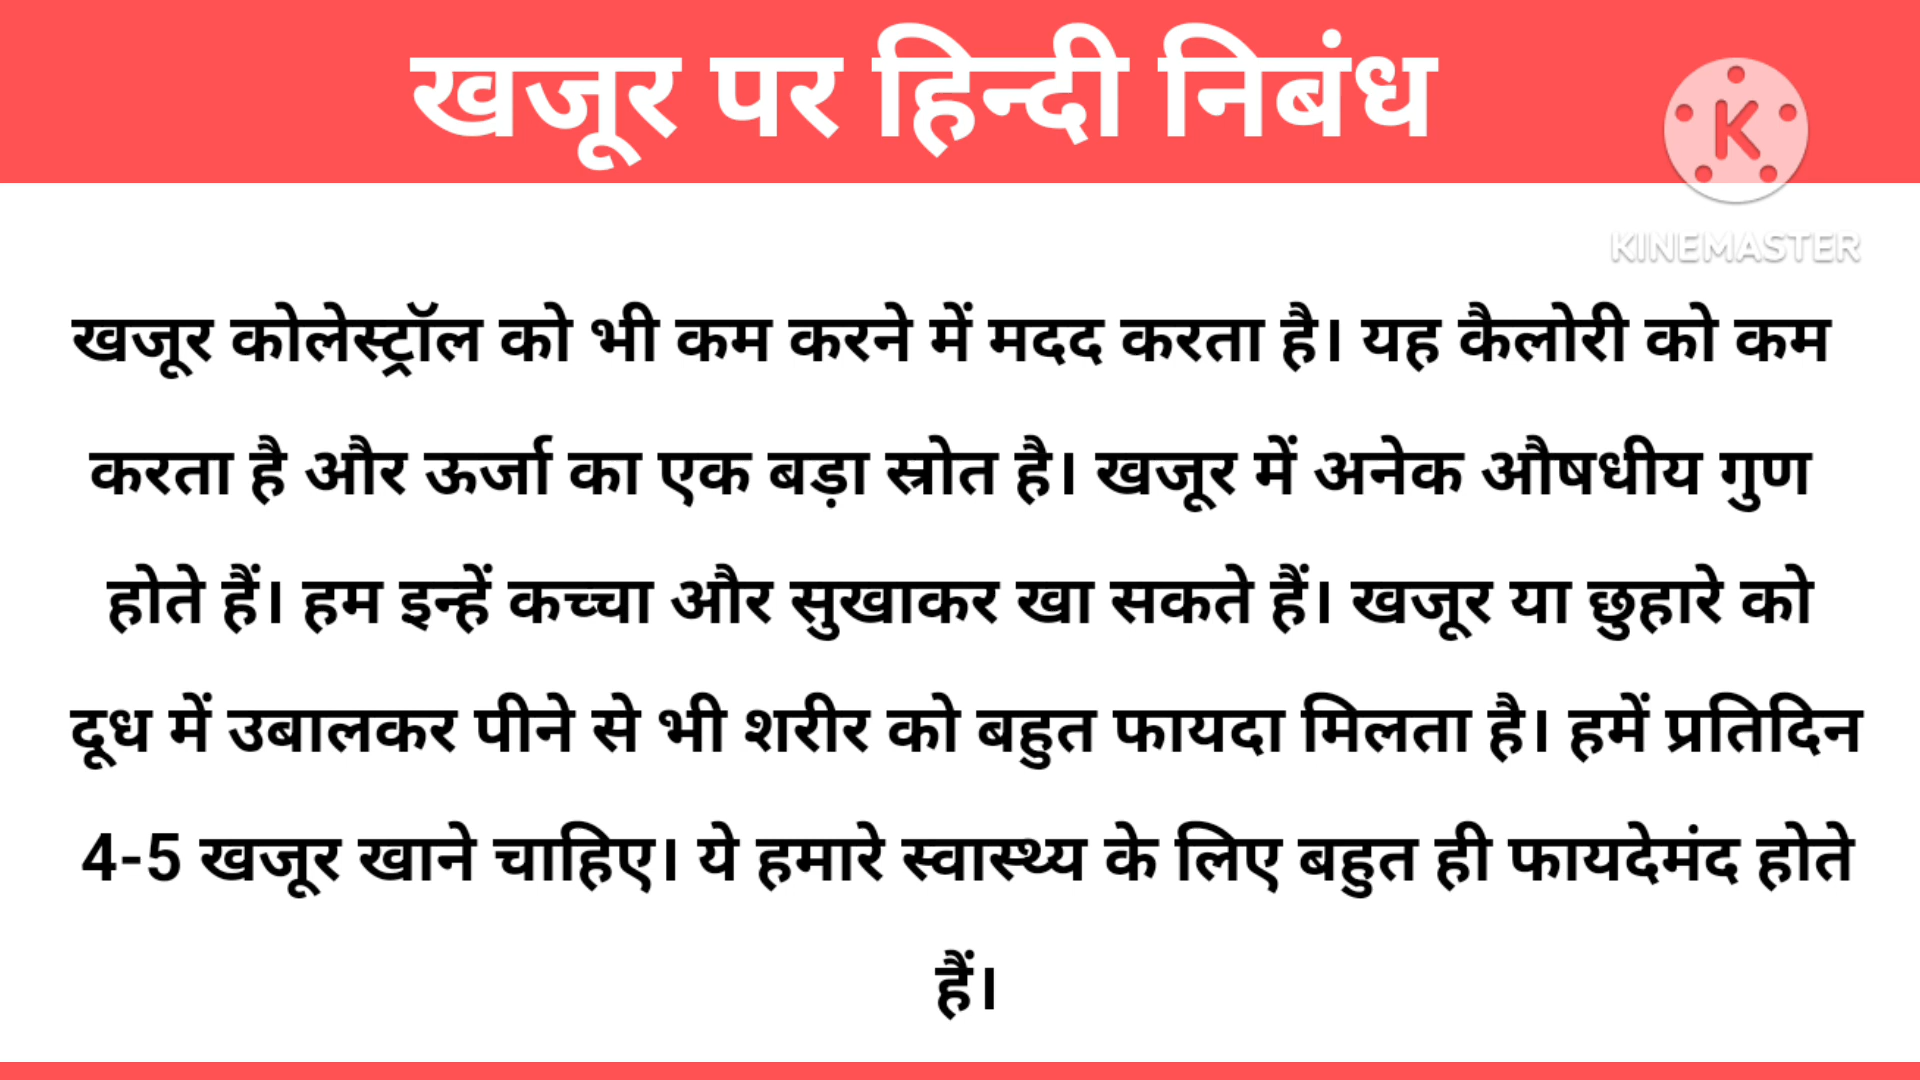 खजूर पर हिन्दी निबंध
K
KINEMASTER
खजूर कोलेस्ट्रॉल को भी कम करने में मदद करता है। यह कैलोरी को कम
करता है और ऊर्जा का एक बड़ा स्रोत है। खजूर में अनेक औषधीय गुण
होते हैं। हम इन्हें कच्चा और सुखाकर खा सकते हैं। खजूर या छुहारे को
दूध में उबालकर पीने से भी शरीर को बहुत फायदा मिलता है। हमें प्रतिदिन
4-5 खजूर खाने चाहिए। ये हमारे स्वास्थ्य के लिए बहुत ही फायदेमंद होते
हैं।